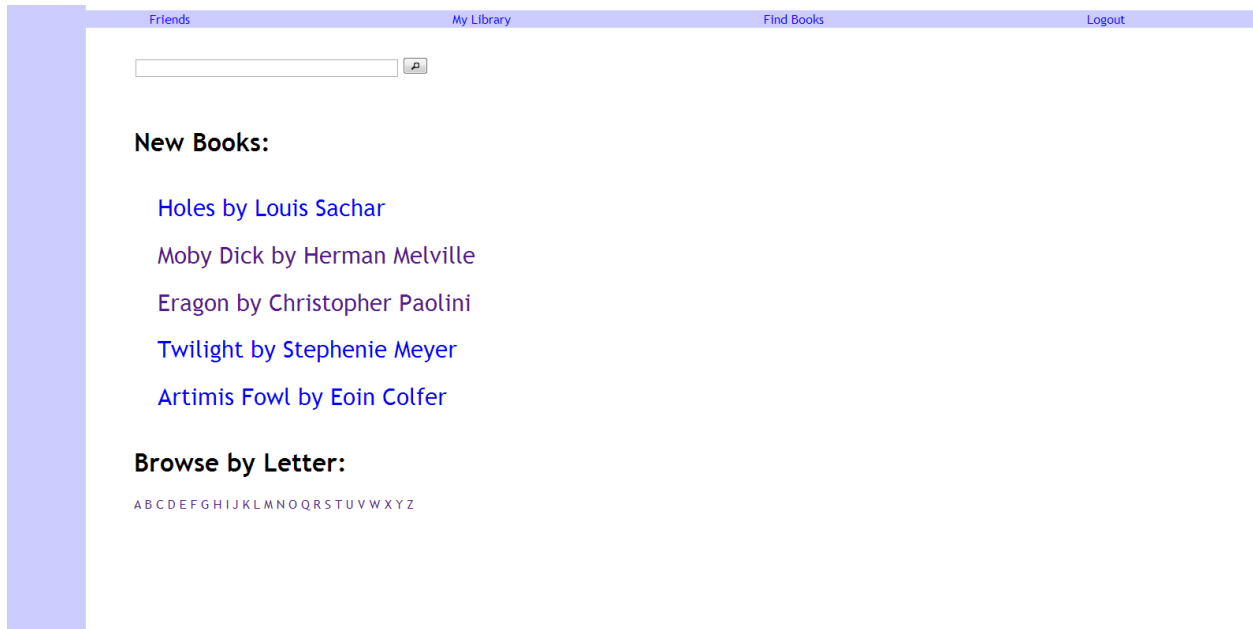 Friends My Library Find Books Logout
New Books:
Holes by Louis Sachar
Moby Dick by Herman Melville
Eragon by Christopher Paolini
Twilight by Stephenie Meyer
Artimis Fowl by Eoin Colfer
Browse by Letter:
A B C D E F G H I J K L M N O Q R S T U V W X Y Z